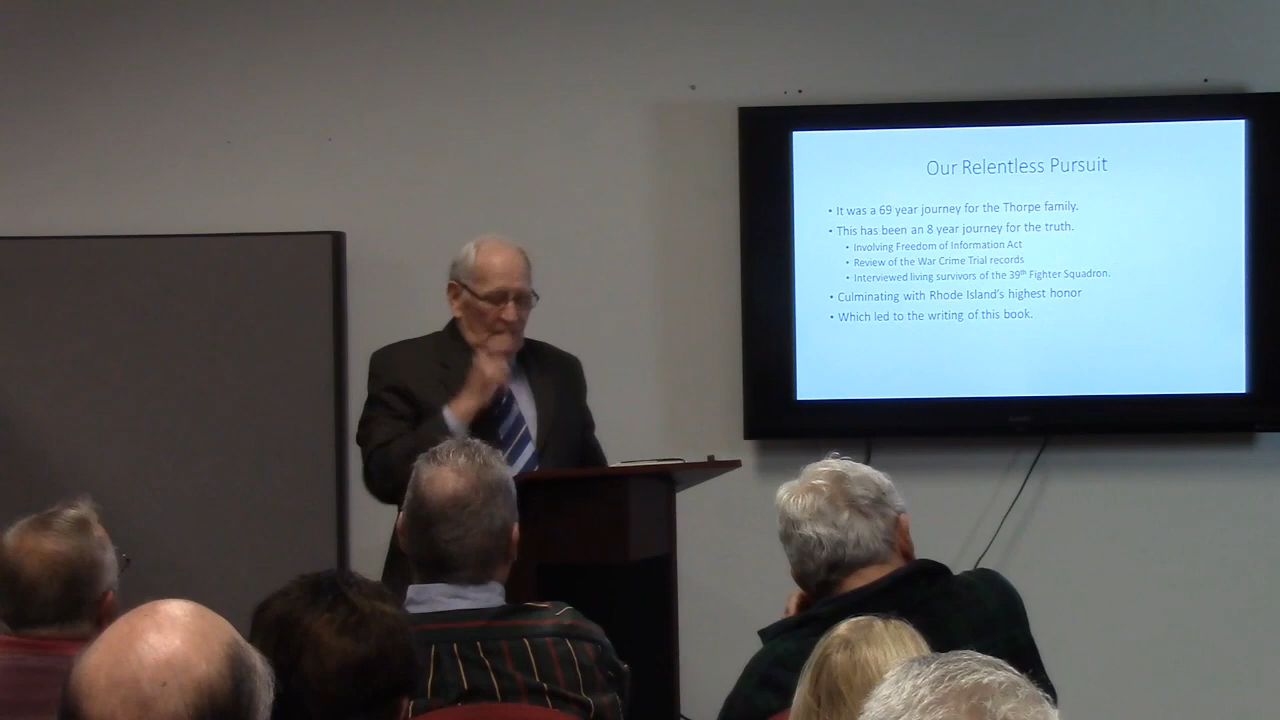 Our Relentless Pursuit
• It was a 69 year journey for the Thorpe family.
• This has been an 8 year journey for the truth.
• Involving Freedom of Information Act
• Review of the War Crime Trial records
• Interviewed living survivors of the 39th Fighter Squadron.
• Culminating with Rhode Island's highest honor
• Which led to the writing of this book.